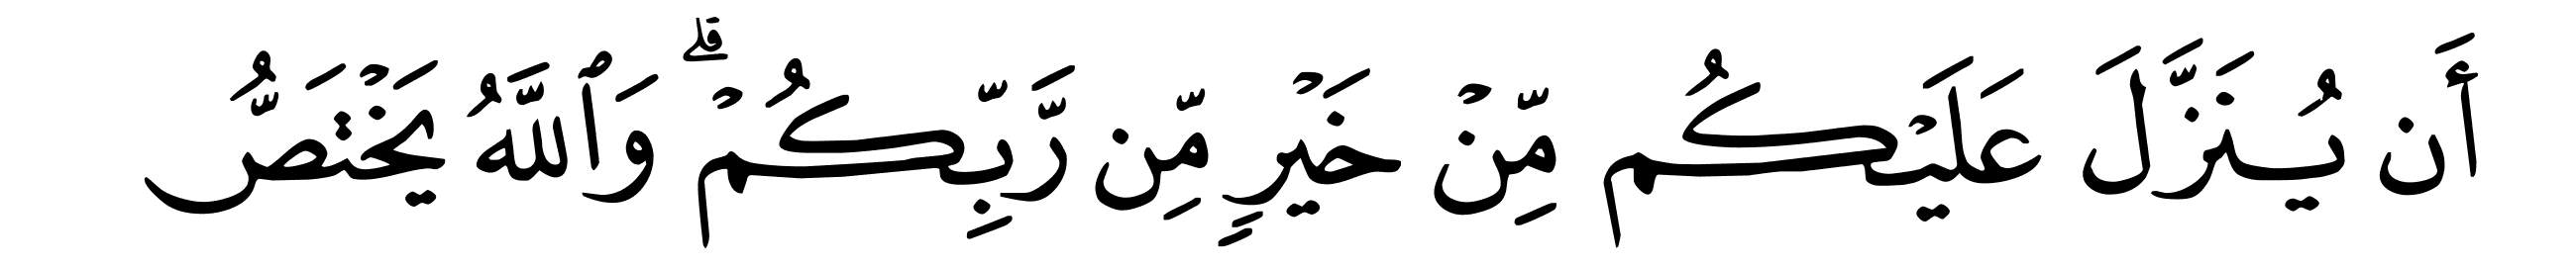 أَن يُنَزَّلَ عَلَيۡكُم مِّنۡ خَيۡرٖ مِّن رَّبِّكُمۡۚ وَٱللَّهُ يَخۡتَصُّ